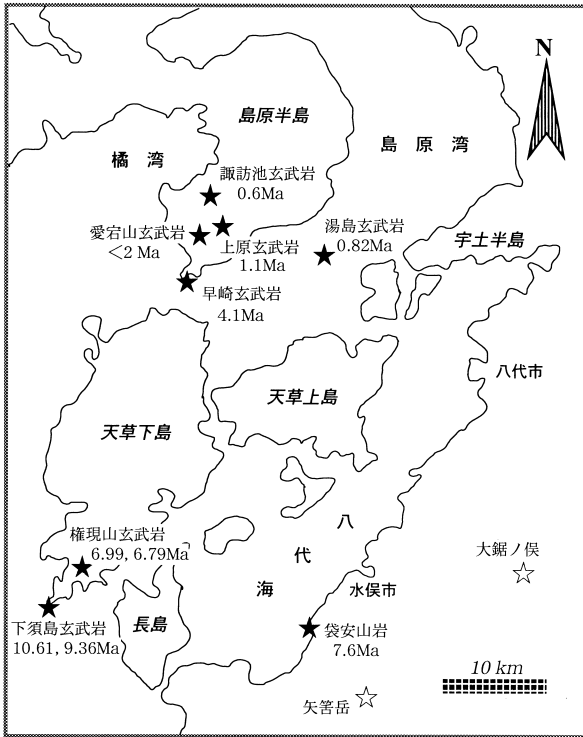 N
島原半島
島原湾
橘湾
諏訪池玄武岩
0.6Ma
愛宕山玄武岩
<2 Ma
上原玄武岩
1.1Ma
湯島玄武岩
0.82Ma
宇土半島
早崎玄武岩
4.1Ma
八代市
天草上島
天草下島
八代海
権現山玄武岩
6.99, 6.79Ma
大鋸ノ俣
水俣市
下須島玄武岩
10.61, 9.36Ma
長島
袋安山岩
7.6Ma
10 km
矢筈岳